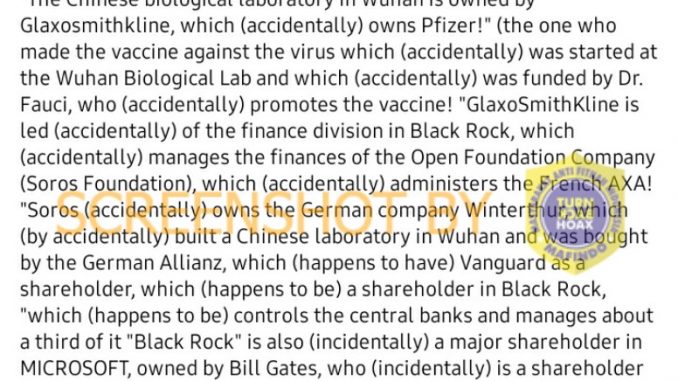 "The Chinese biological laboratory in Wuhan is owned by
Glaxosmithkline, which (accidentally) owns Pfizer!" (the one who
made the vaccine against the virus which (accidentally) was started at
the Wuhan Biological Lab and which (accidentally) was funded by Dr.
Fauci, who (accidentally) promotes the vaccine! "GlaxoSmithKline is
led (accidentally) of the finance division in Black Rock, which
(accidentally) manages the finances of the Open Foundation Company
(Soros Foundation), which (accidentally) administers the French AXA!
"Soros (accidentally) owns the German company Winterthur, which
(by accidentally) built a Chinese laboratory in Wuhan and was bought
by the German Allianz, which (happens to have) Vanguard as a
shareholder, which (happens to be) a shareholder in Black Rock,
"which (happens to be) controls the central banks and manages about
a third of it "Black Rock" is also (incidentally) a major shareholder in
MICROSOFT, owned by Bill Gates, who (incidentally) is a shareholder
SCREENSHOT BY
ANTI FITNAH
TURN
BACK
HOAX
MAFINDO